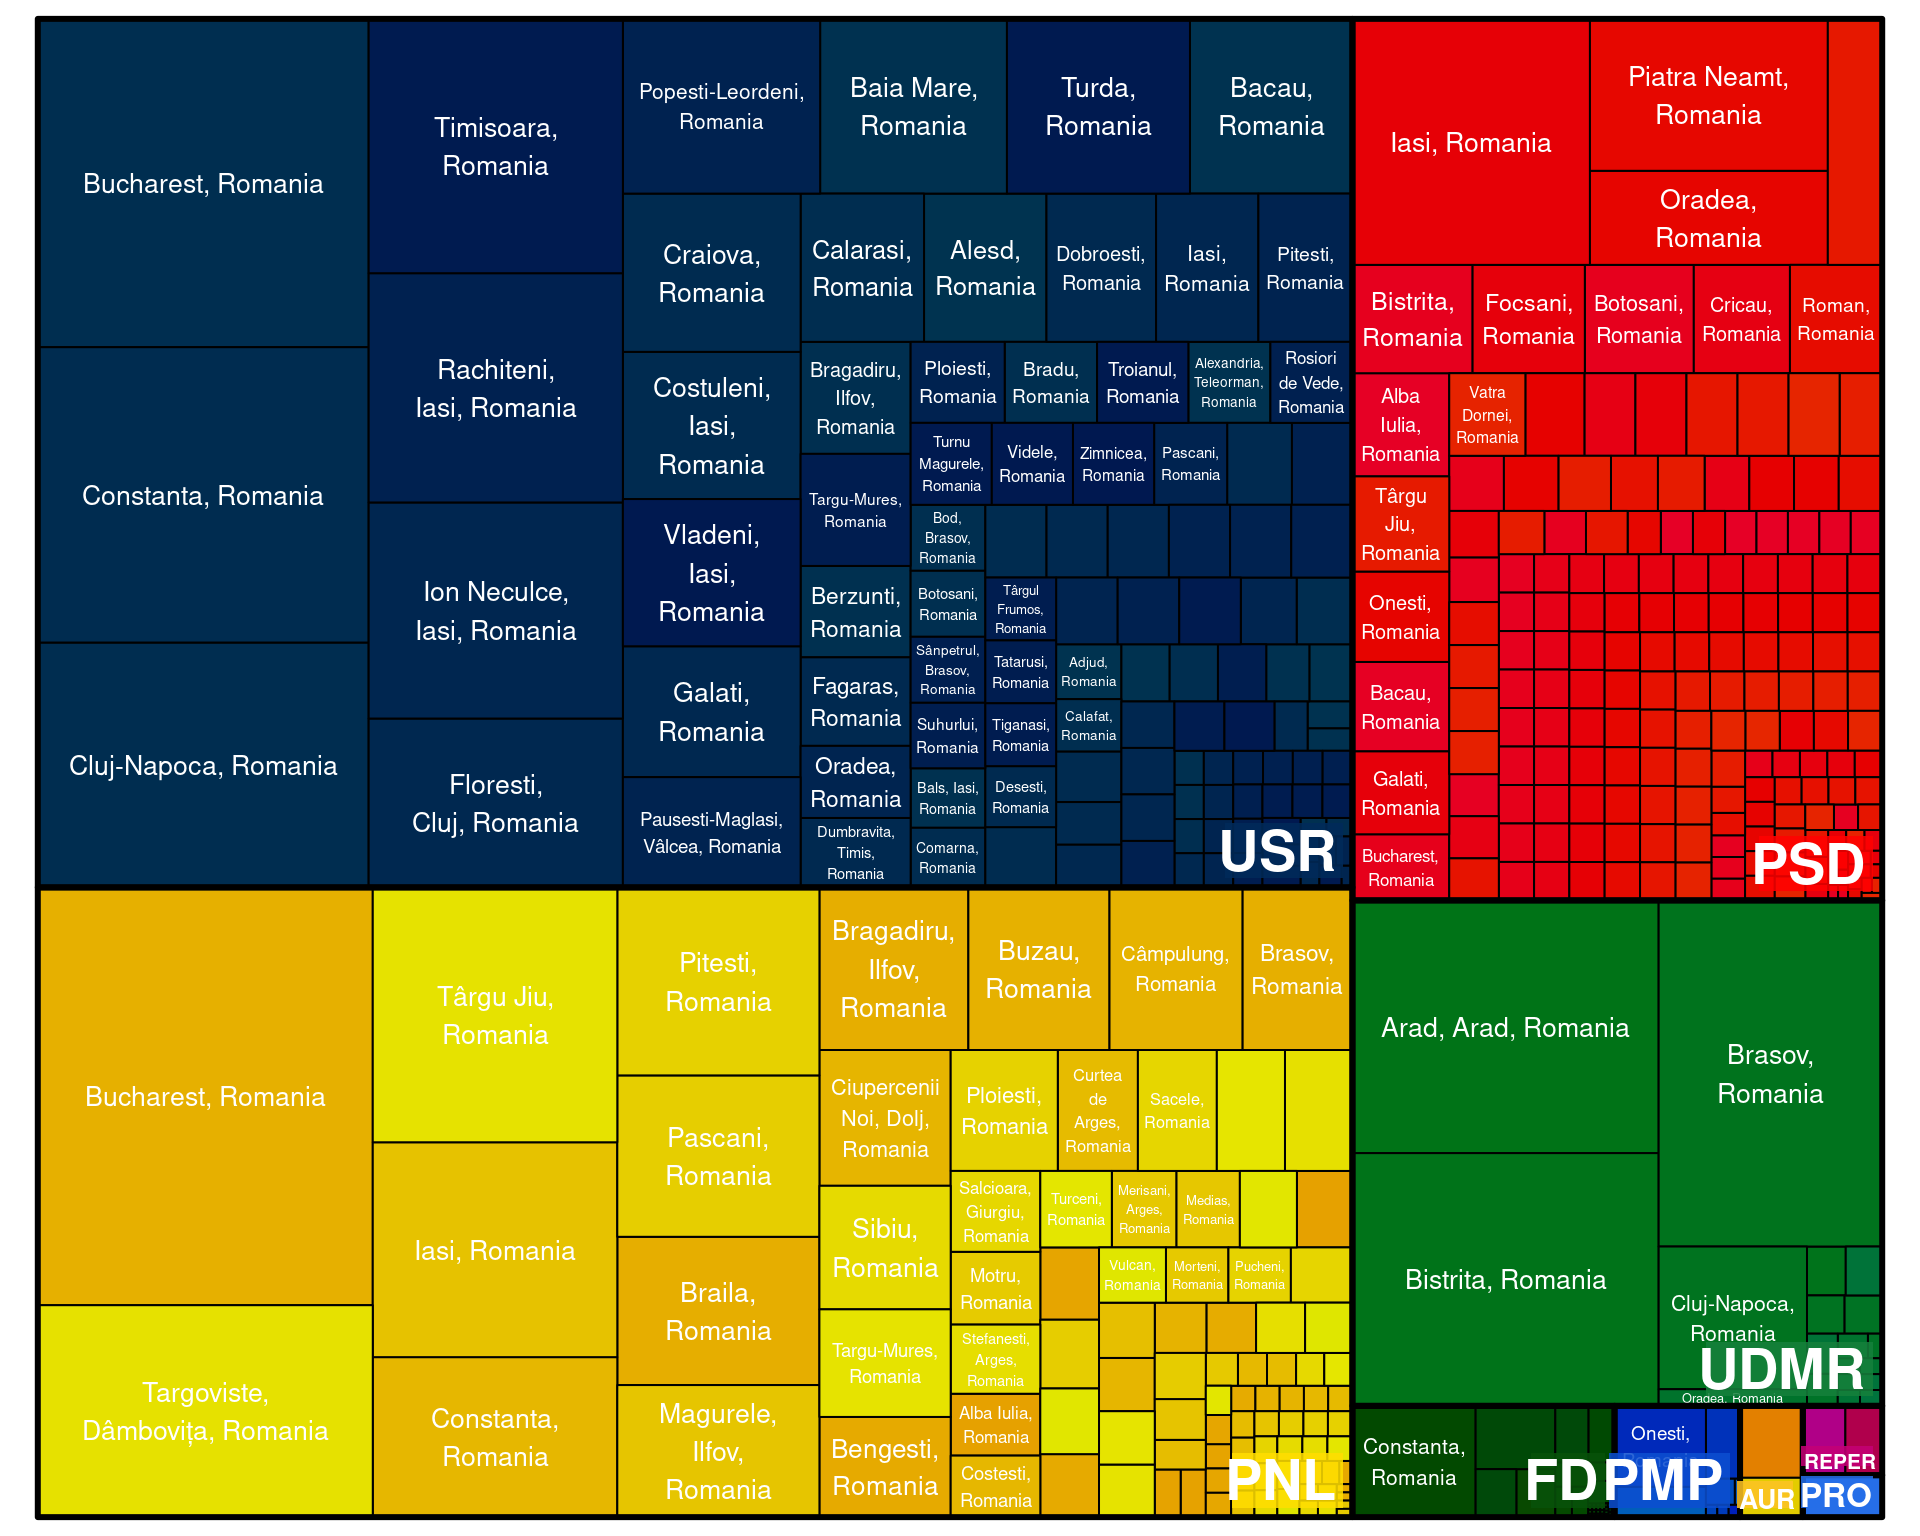 Bucharest, Romania
Constanta, Romania
Cluj-Napoca, Romania
Timisoara,
Romania
Rachiteni,
Iasi, Romania
Ion Neculce,
Iasi, Romania
Floresti,
Cluj, Romania
Popesti-Leordeni,
Romania
Baia Mare,
Romania
Turda,
Romania
Bacau,
Romania
Craiova,
Romania
Costuleni,
Iasi,
Romania
Vladeni,
Iasi,
Romania
Galati,
Romania
Pausesti-Maglasi,
Vâlcea, Romania
Calarasi,
Romania
Alesd,
Romania
Dobroesti,
Romania
Iasi,
Romania
Pitesti,
Romania
Bragadiru,
Ilfov,
Romania
Targu-Mures,
Romania
Berzunti,
Romania
Fagaras,
Romania
Oradea,
Romania
Dumbravita,
Timis,
Romania
Ploiesti,
Romania
Bradu,
Romania
Troianul,
Romania
Alexandria,
Teleorman,
Romania
Rosiori
de Vede,
Romania
Turnu
Magurele,
Romania
Videle,
Romania
Zimnicea,
Romania
Pascani,
Romania
Bod,
Brasov,
Romania
Botosani,
Romania
Sânpetrul,
Brasov,
Romania
Suhurlui,
Romania
Bals, Iasi,
Romania
Comarna,
Romania
Târgul
Frumos,
Romania
Tatarusi,
Romania
Tiganasi,
Romania
Desesti,
Romania
Adjud,
Romania
Calafat,
Romania
USR
Iasi, Romania
Piatra Neamt,
Romania
Oradea,
Romania
Bistrita,
Romania
Focsani,
Romania
Botosani,
Romania
Cricau,
Romania
Roman,
Romania
Alba
Iulia,
Romania
Vatra
Dornei,
Romania
Târgu
Jiu,
Romania
Onesti,
Romania
Bacau,
Romania
Galati,
Romania
Bucharest,
Romania
PSD
Bucharest, Romania
Targoviste,
Dâmbovița, Romania
Târgu Jiu,
Romania
Iasi, Romania
Constanta,
Romania
Pitesti,
Romania
Pascani,
Romania
Braila,
Romania
Magurele,
Ilfov,
Romania
Bragadiru,
Ilfov,
Romania
Buzau,
Romania
Câmpulung,
Romania
Brasov,
Romania
Ciupercenii
Noi, Dolj,
Romania
Sibiu,
Romania
Targu-Mures,
Romania
Bengesti,
Romania
Ploiesti,
Romania
Curtea
de
Arges,
Romania
Sacele,
Romania
Salcioara,
Giurgiu,
Romania
Turceni,
Romania
Merisani,
Arges,
Romania
Medias,
Romania
Motru,
Romania
Vulcan,
Romania
Morteni,
Romania
Pucheni,
Romania
Stefanesti,
Arges,
Romania
Alba Iulia,
Romania
Costesti,
Romania
PNL
Arad, Arad, Romania
Bistrita, Romania
Brasov,
Romania
Cluj-Napoca,
Romania
Oradea, Romania
UDMR
Constanta,
Romania
FD
Onesti,
Romania
PMP
AUR
REPER
PRO